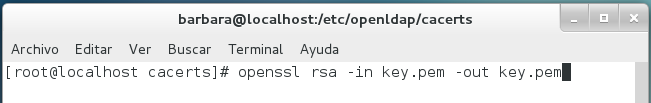 barbara@localhost:/etc/openldap/cacerts
Archivo Editar Ver Buscar Terminal Ayuda
[root@localhost cacerts]# openssl rsa -in key.pem -out key.pem